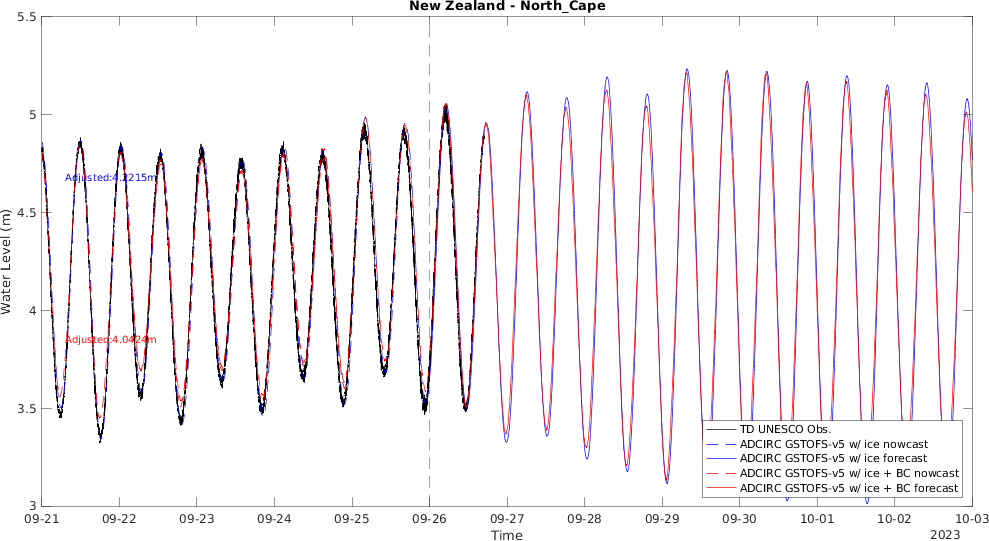 New Zealand - North_Cape
5.5
5
4.5
4
3.5
3
Water Level (m)
Adjusted:4.2215m
Adjusted:4.0424m
TD UNESCO Obs.
ADCIRC GSTOFS-v5 w/ ice nowcast
ADCIRC GSTOFS-v5 w/ ice forecast
ADCIRC GSTOFS-v5 w/ ice + BC nowcast
ADCIRC GSTOFS-v5 w/ ice + BC forecast
09-21 09-22 09-23 09-24 09-25 09-26 09-27 09-28 09-29 09-30 10-01 10-02 10-03
Time
2023